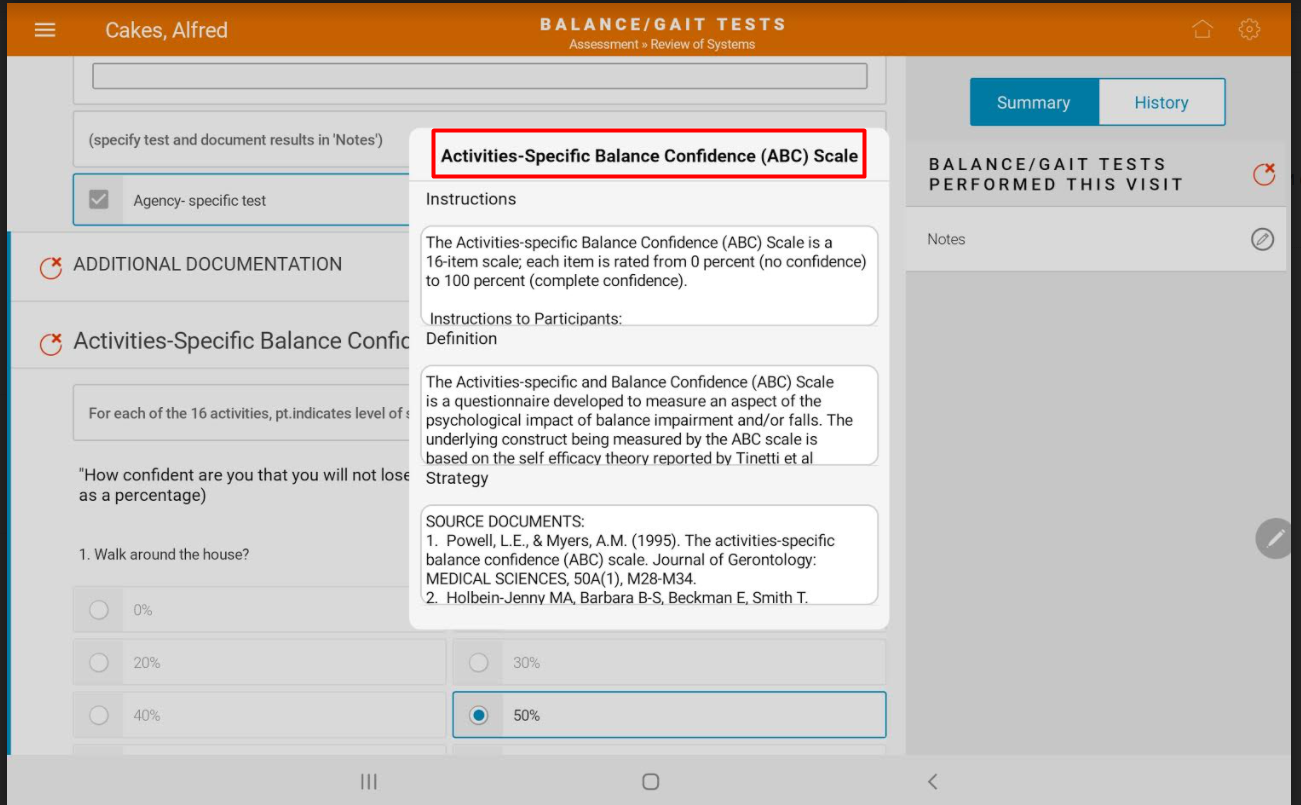 Cakes, Alfred
BALANCE/GAIT TESTS
Assessment » Review of Systems
(specify test and document results in 'Notes')
Agency- specific test
ADDITIONAL DOCUMENTATION
Activities-Specific Balance Confid
For each of the 16 activities, pt.indicates level of s
"How confident are you that you will not lose
as a percentage)
1. Walk around the house?
0%
20%
30%
40%
50%
Activities-Specific Balance Confidence (ABC) Scale
Instructions
The Activities-specific Balance Confidence (ABC) Scale is a
16-item scale; each item is rated from 0 percent (no confidence)
to 100 percent (complete confidence).
Instructions to Participants:
Definition
The Activities-specific and Balance Confidence (ABC) Scale
is a questionnaire developed to measure an aspect of the
psychological impact of balance impairment and/or falls. The
underlying construct being measured by the ABC scale is
based on the self efficacy theory reported by Tinetti et al
Strategy
SOURCE DOCUMENTS:
1. Powell, L.E., & Myers, A.M. (1995). The activities-specific
balance confidence (ABC) scale. Journal of Gerontology:
MEDICAL SCIENCES, 50A(1), M28-M34.
2. Holbein-Jenny MA, Barbara B-S, Beckman E, Smith T.
Summary
History
BALANCE/GAIT TESTS
PERFORMED THIS VISIT
Notes